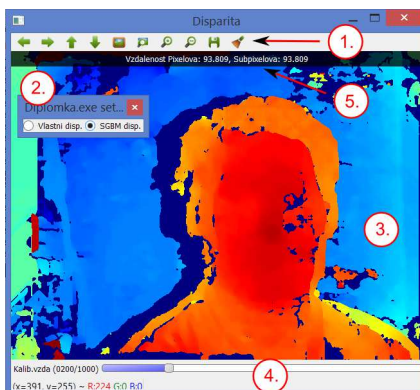 Disparita
1.
Vzdalenost Pixelova: 93.809, Subpixelova: 93.809
2.
5.
Diplomka.exe set...
Vlastni disp. SGBM disp.
3.
Kalib.vzda (0200/1000)
4.
(x=391, y=255) ~ R:224 G:0 B:0